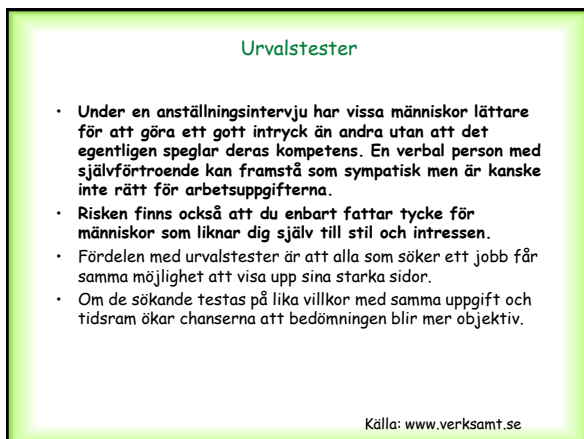 Urvalstester
• Under en anställningsintervju har vissa människor lättare
för att göra ett gott intryck än andra utan att det
egentligen speglar deras kompetens. En verbal person med
självförtroende kan framstå som sympatisk men är kanske
inte rätt för arbetsuppgifterna.
• Risken finns också att du enbart fattar tycke för
människor som liknar dig själv till stil och intressen.
• Fördelen med urvalstester är att alla som söker ett jobb får
samma möjlighet att visa upp sina starka sidor.
• Om de sökande testas på lika villkor med samma uppgift och
tidsram ökar chanserna att bedömningen blir mer objektiv.
Källa: www.verksamt.se